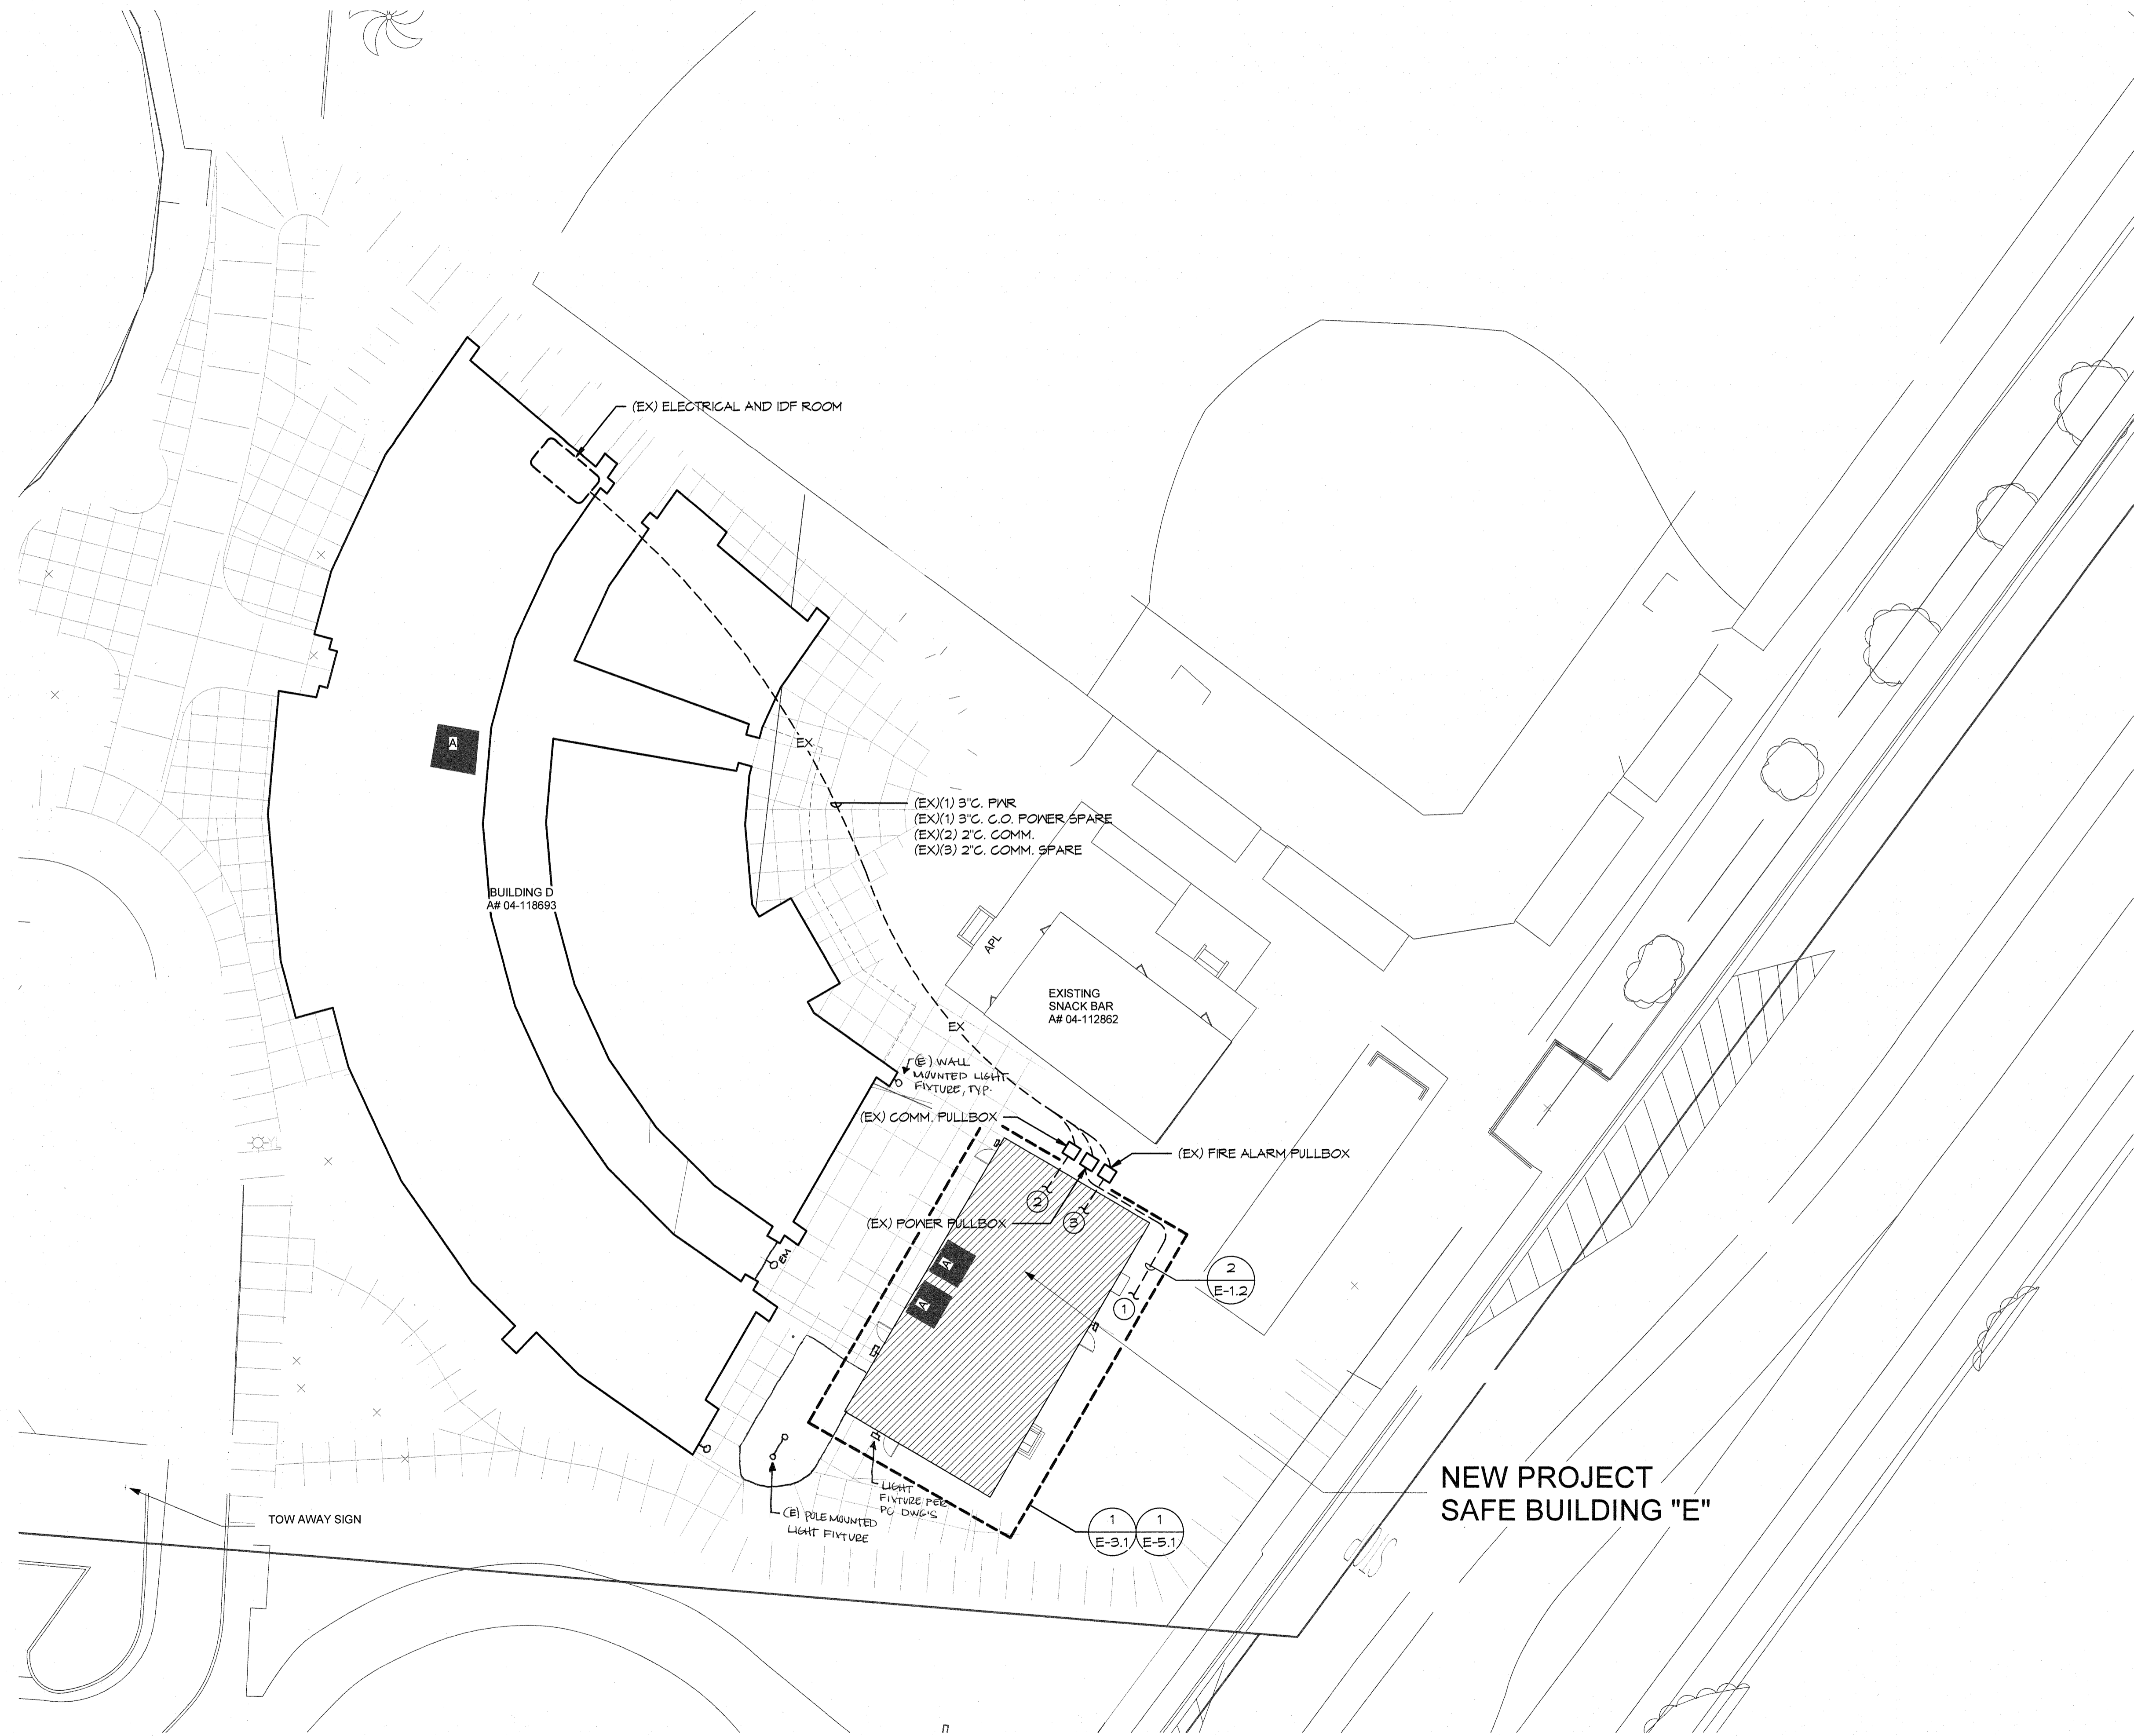 (EX) ELECTRICAL AND IDF ROOM
A
EX
(EX)(1) 3"C. PWR
(EX)(1) 3"C. C.O. POWER SPARE
(EX)(2) 2"C. COMM.
(EX)(3) 2"C. COMM. SPARE
BUILDING D
A# 04-118693
APL
EXISTING
SNACK BAR
A# 04-112862
EX
(E) WALL
MOUNTED LIGHT
FIXTURE, TYP.
(EX) COMM. PULLBOX
YL
(EX) FIRE ALARM PULLBOX
2
(EX) POWER PULLBOX
3
EM
A
A
2
E-1.2
1
NEW PROJECT
SAFE BUILDING "E"
LIGHT
FIXTURE PER
PC DWG'S
(E) POLE MOUNTED
LIGHT FIXTURE
TOW AWAY SIGN
1
E-3.1
1
E-5.1